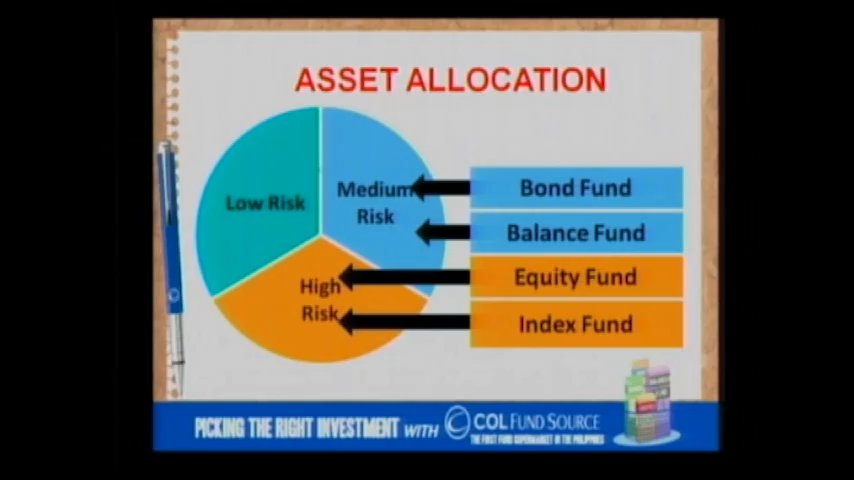 ASSET ALLOCATION
Low Risk
Medium
Risk
High
Risk
Bond Fund
Balance Fund
Equity Fund
Index Fund
PICKING THE RIGHT INVESTMENT WITH COL FUND SOURCE
THE FIRST FUND SUPERMARKET IN THE PHILIPPINES